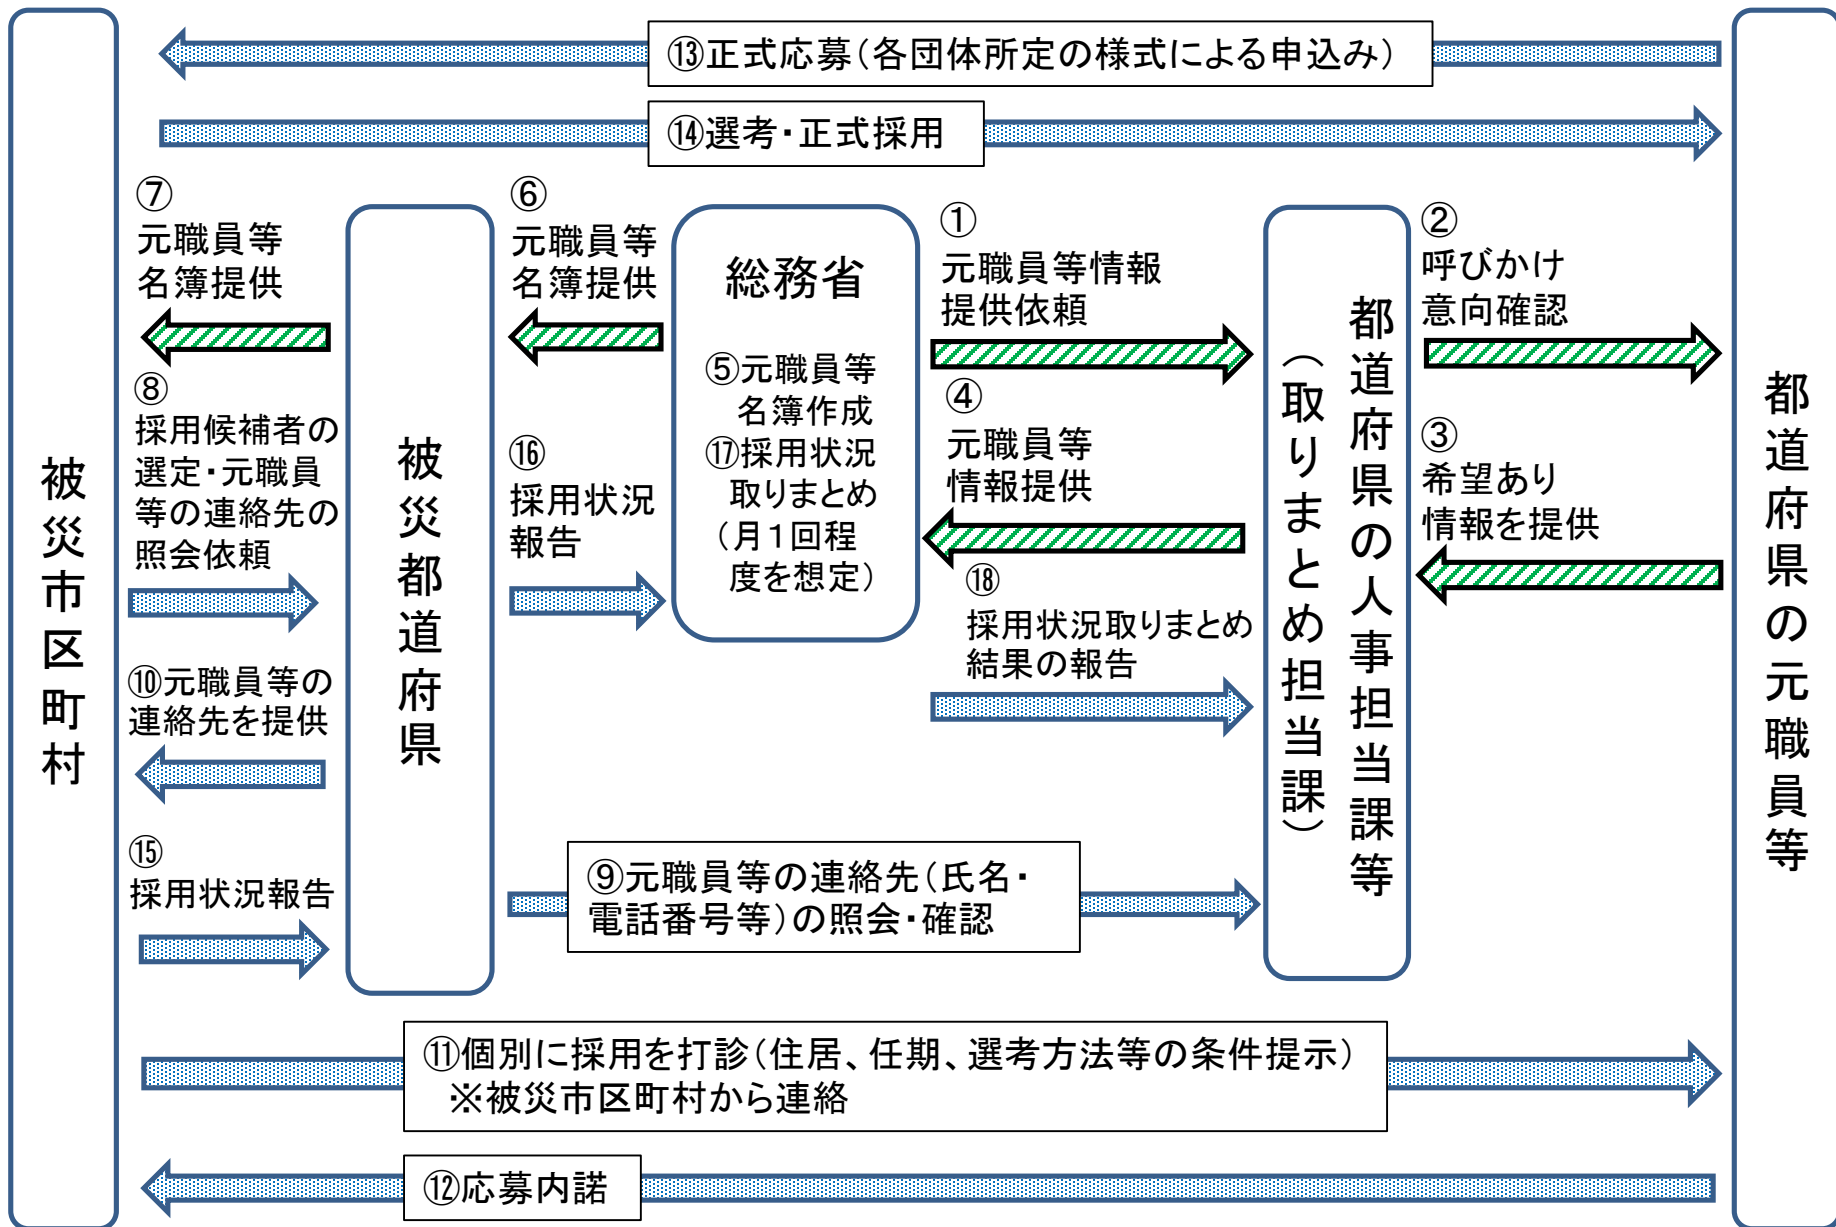 ⑬正式応募(各団体所定の様式による申込み)
⑭選考・正式採用
⑦
元職員等
名簿提供
⑥
元職員等
名簿提供
総務省
⑤元職員等
名簿作成
⑰採用状況
取りまとめ
(月1回程
度を想定)
①
元職員等情報
提供依頼
②
呼びかけ
意向確認
⑧
採用候補者の
選定・元職員
等の連絡先の
照会依頼
⑯
採用状況
報告
④
元職員等
情報提供
③
希望あり
情報を提供
⑱
採用状況取りまとめ
結果の報告
被災市区町村
被災都道府県
都道府県の人事担当課等
(取りまとめ担当課)
都道府県の元職員等
⑩元職員等の
連絡先を提供
⑮
採用状況報告
⑨元職員等の連絡先(氏名・
電話番号等)の照会・確認
⑪個別に採用を打診(住居、任期、選考方法等の条件提示)
※被災市区町村から連絡
⑫応募内諾